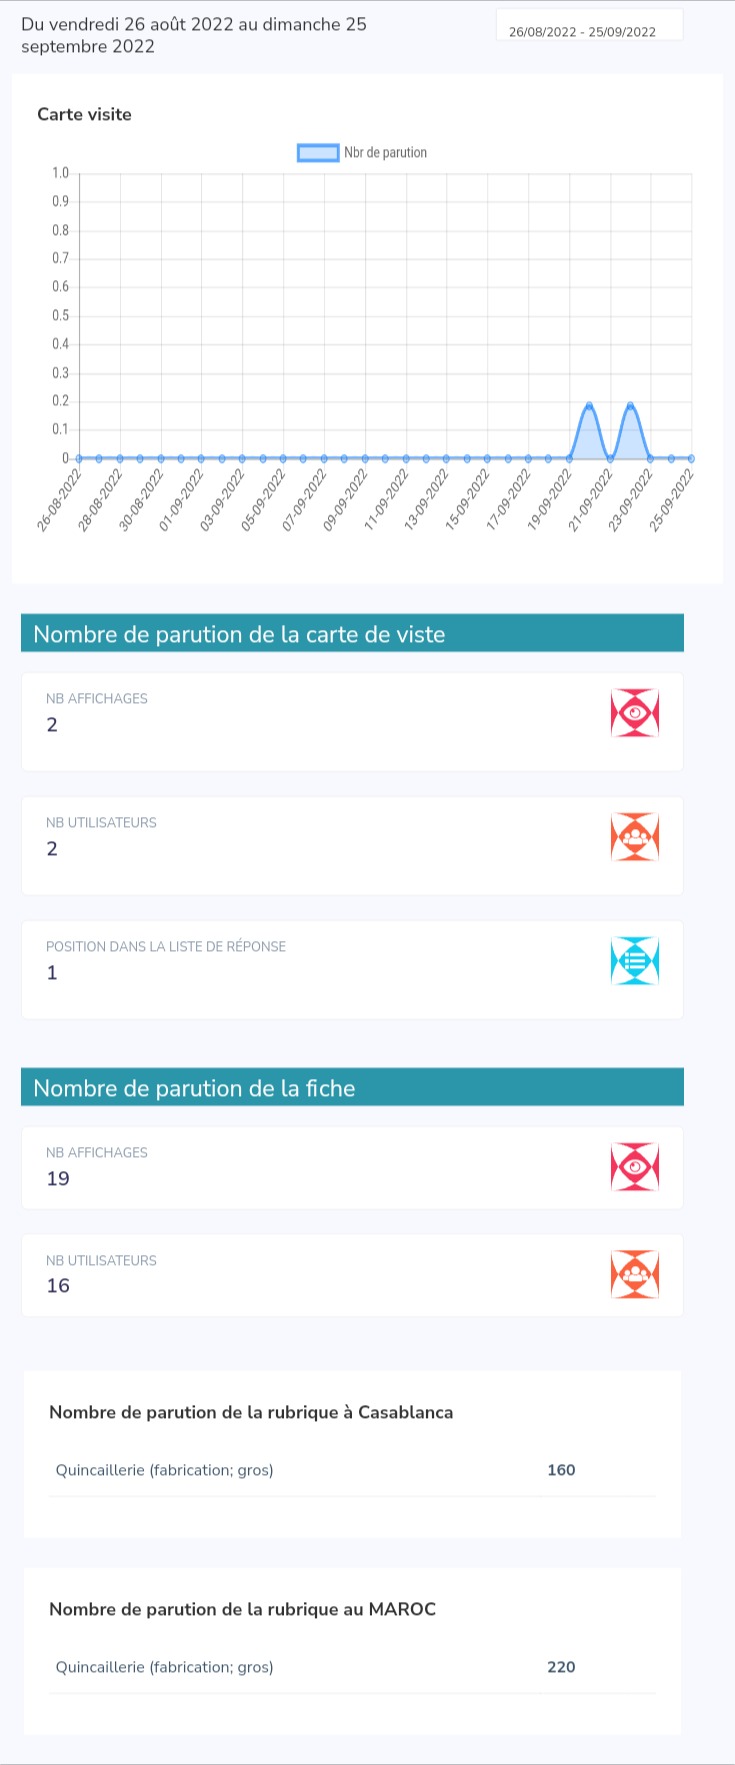 Du vendredi 26 août 2022 au dimanche 25
septembre 2022
26/08/2022 - 25/09/2022
Carte visite
Nbr de parution
1.0
0.9
0.8
0.7
0.6
0.5
0.4
0.3
0.2
0.1
0
26-08-2022
28-08-2022
30-08-2022
01-09-2022
03-09-2022
05-09-2022
07-09-2022
09-09-2022
11-09-2022
13-09-2022
15-09-2022
17-09-2022
19-09-2022
21-09-2022
23-09-2022
25-09-2022
Nombre de parution de la carte de viste
NB AFFICHAGES
2
NB UTILISATEURS
2
POSITION DANS LA LISTE DE RÉPONSE
1
Nombre de parution de la fiche
NB AFFICHAGES
19
NB UTILISATEURS
16
Nombre de parution de la rubrique à Casablanca
Quincaillerie (fabrication; gros) 160
Nombre de parution de la rubrique au MAROC
Quincaillerie (fabrication; gros) 220